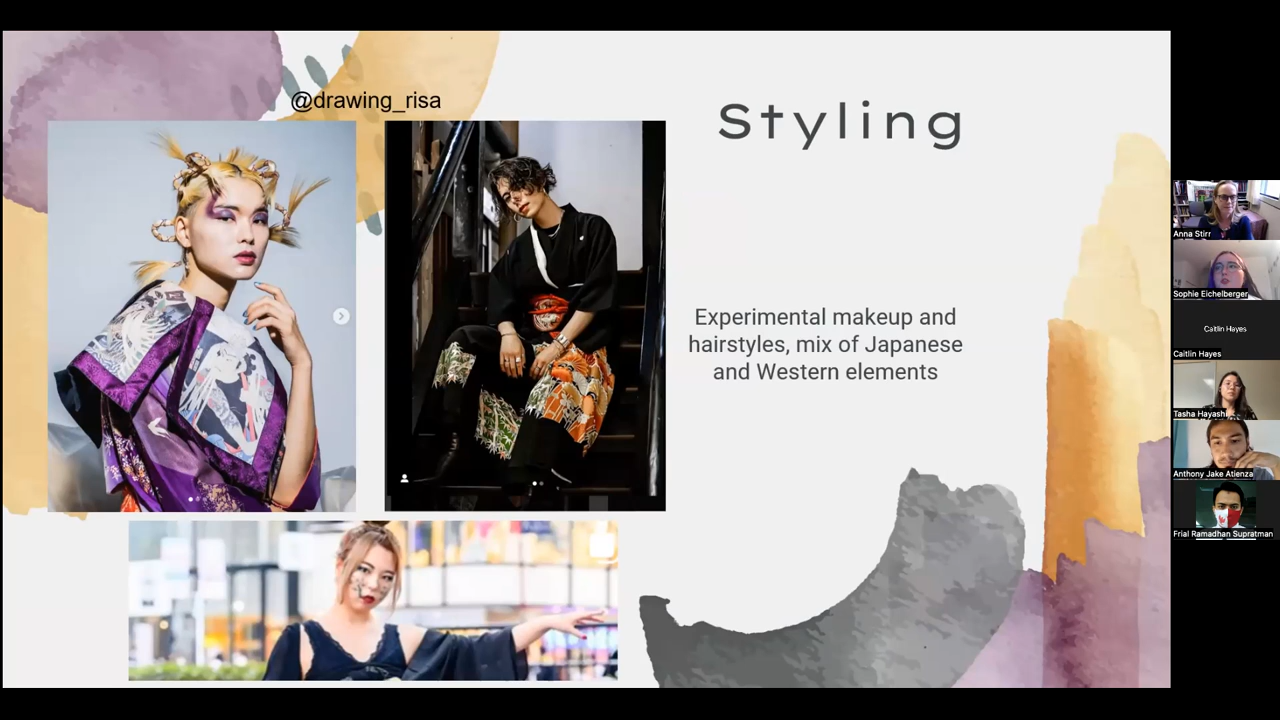 @drawing_risa
Styling
Experimental makeup and
hairstyles, mix of Japanese
and Western elements
Anna Stirr
Sophie Eichelberger
Caitlin Hayes
Caitlin Hayes
Tasha Hayashi
Anthony Jake Atienza
Frial Ramadhan Supratman